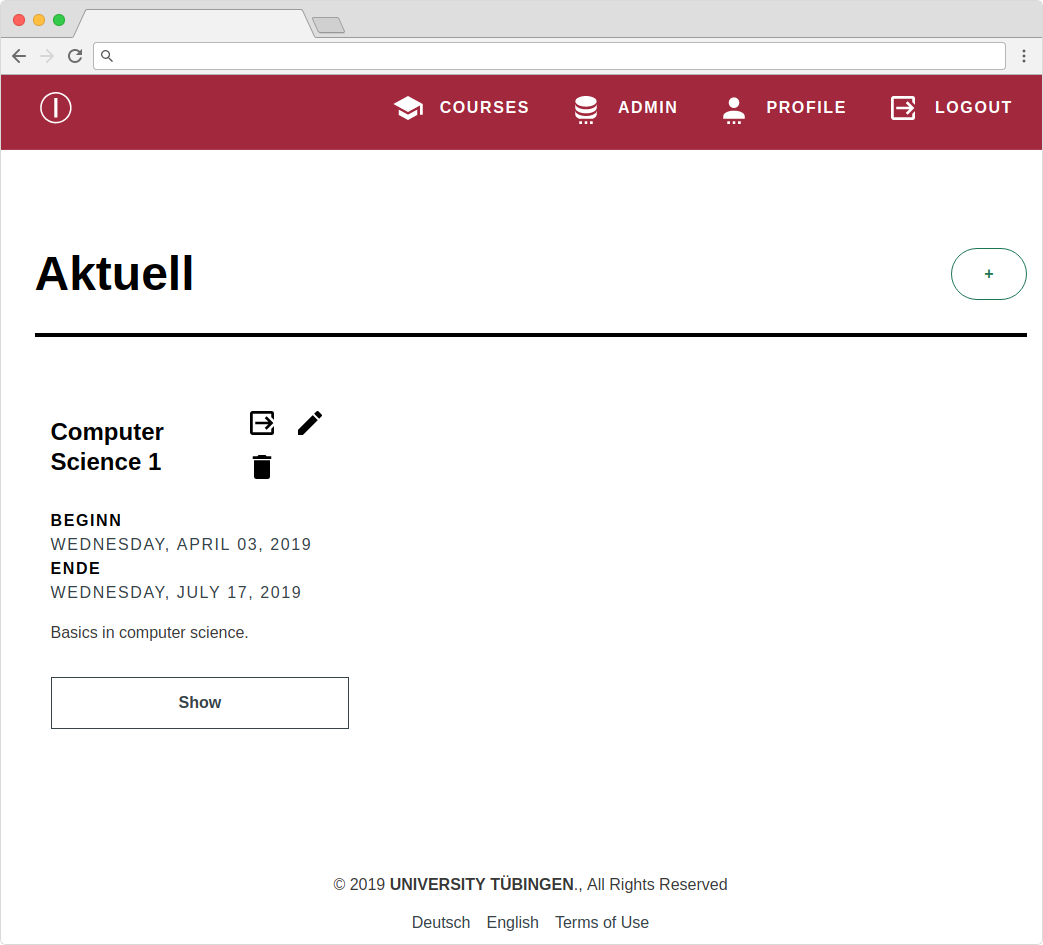 COURSES ADMIN PROFILE LOGOUT
Aktuell +
Computer
Science 1
BEGINN
WEDNESDAY, APRIL 03, 2019
ENDE
WEDNESDAY, JULY 17, 2019
Basics in computer science.
Show
© 2019 UNIVERSITY TÜBINGEN., All Rights Reserved
Deutsch English Terms of Use